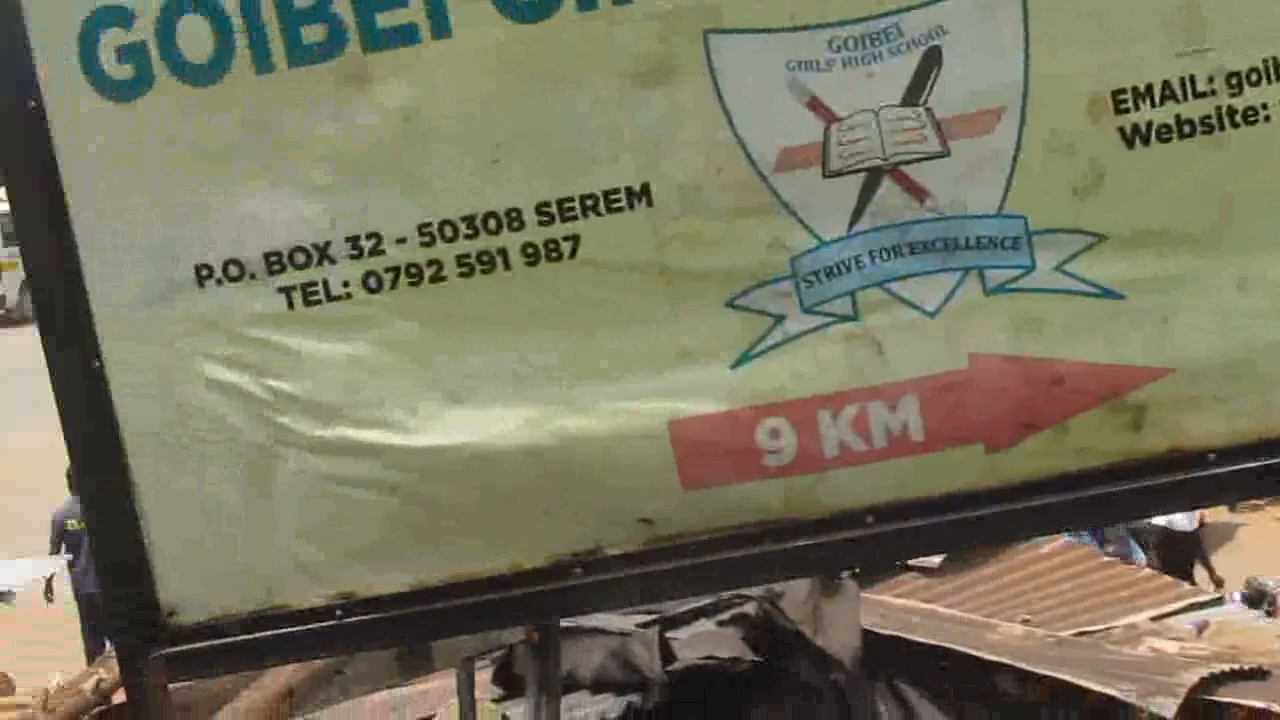 GOIBEI
GOIBEI
GIRLS' HIGH SCHOOL
STRIVE FOR EXCELLENCE
P.O. BOX 32 - 50308 SEREM
TEL: 0792 591 987
EMAIL: goib
Website:
9 KM